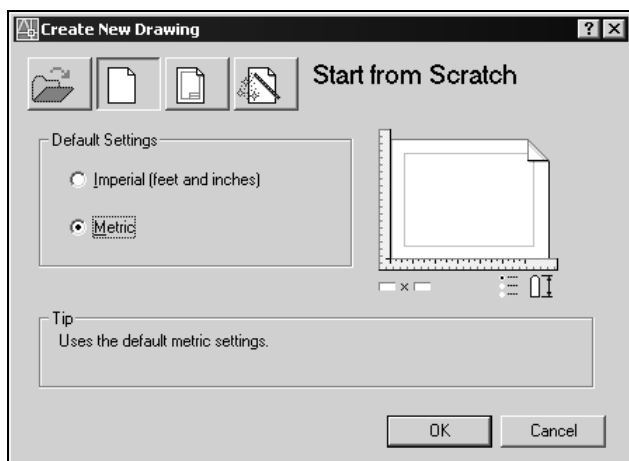 Create New Drawing
Start from Scratch
Default Settings
Imperial (feet and inches)
Metric
Tip
Uses the default metric settings.
OK
Cancel